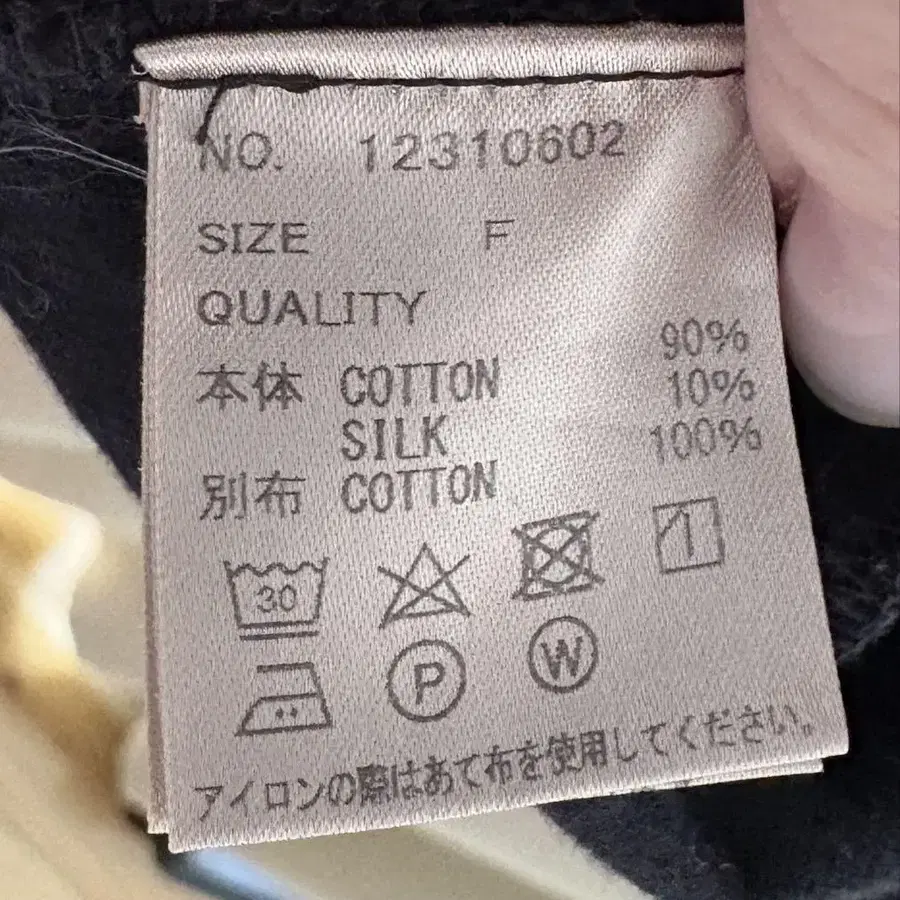 NO. 12310602
SIZE F
QUALITY
本体 COTTON 90%
SILK 10%
別布 COTTON 100%
30
P W
アイロンの際はあて布を使用してください。